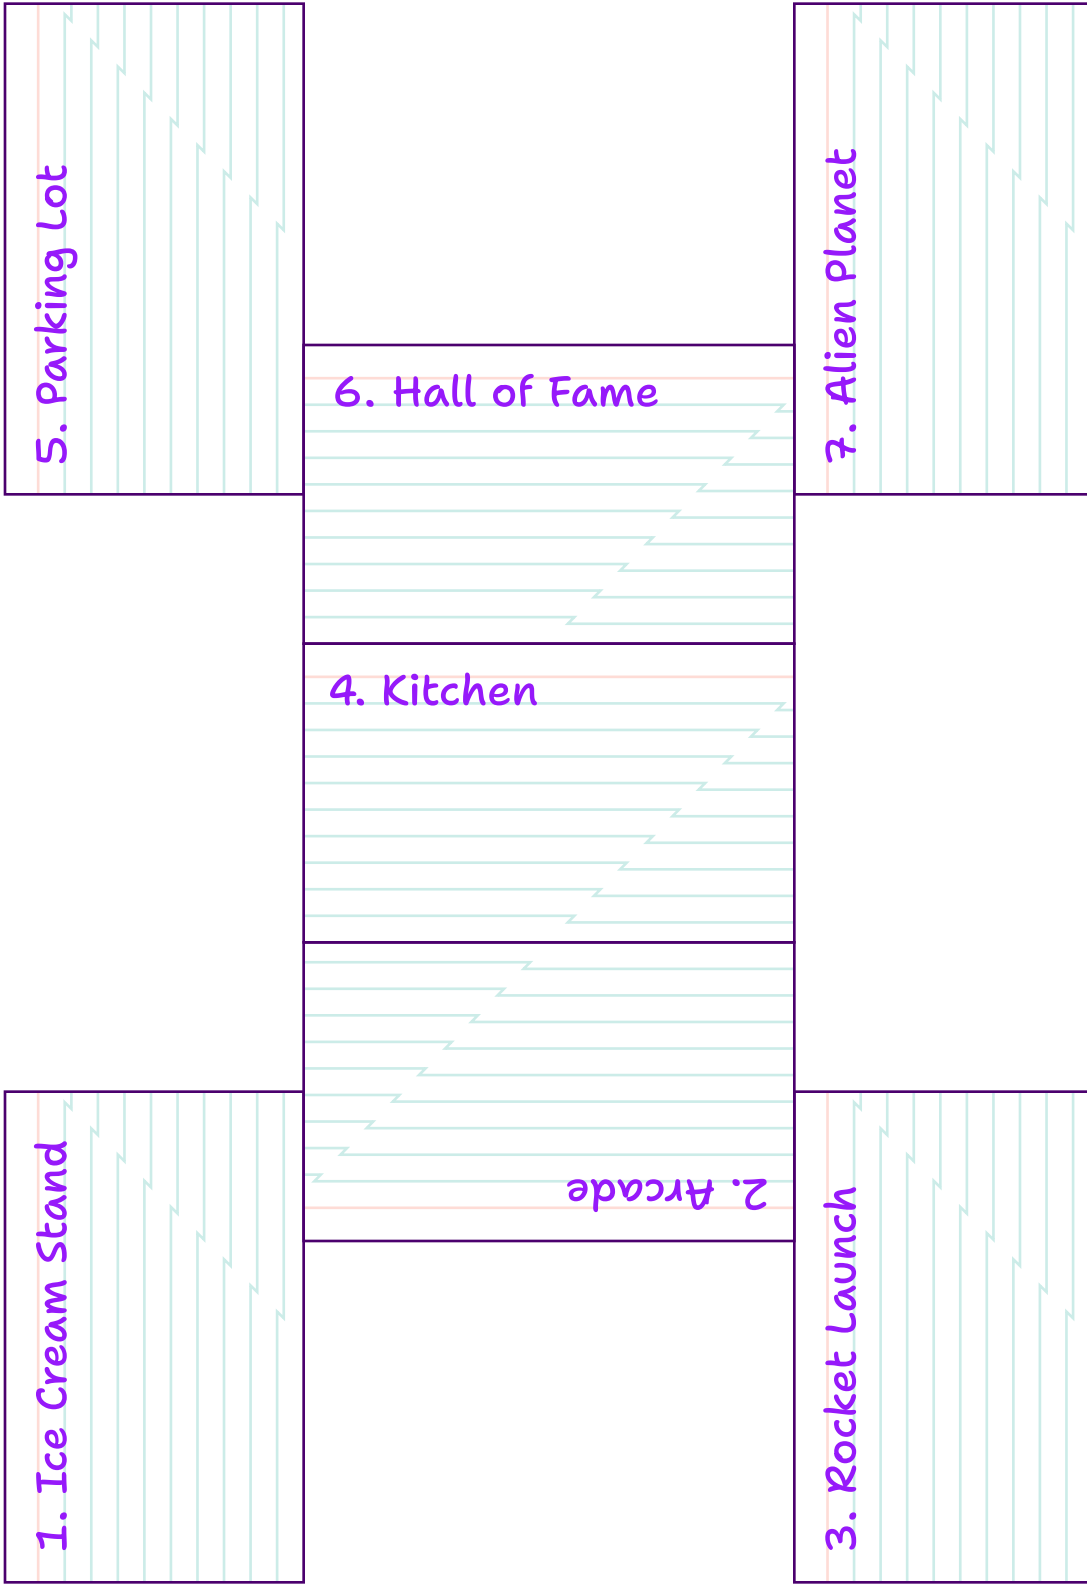 1. Ice Cream Stand
2. Arcade
3. Rocket Launch
4. Kitchen
5. Parking Lot
6. Hall of Fame
7. Alien Planet